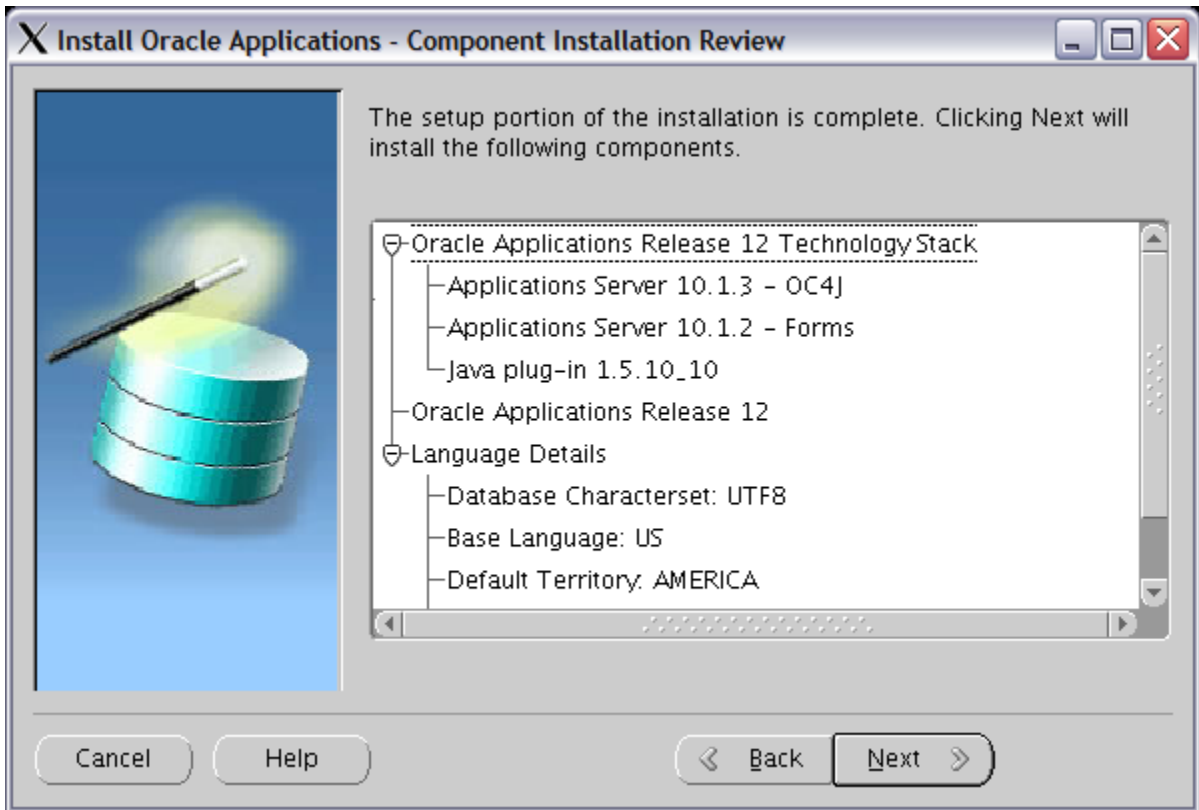 Install Oracle Applications - Component Installation Review
The setup portion of the installation is complete. Clicking Next will
install the following components.
Oracle Applications Release 12 Technology Stack
Applications Server 10.1.3 - OC4J
Applications Server 10.1.2 - Forms
Java plug-in 1.5.10_10
Oracle Applications Release 12
Language Details
Database Characterset: UTF8
Base Language: US
Default Territory: AMERICA
Cancel Help Back Next